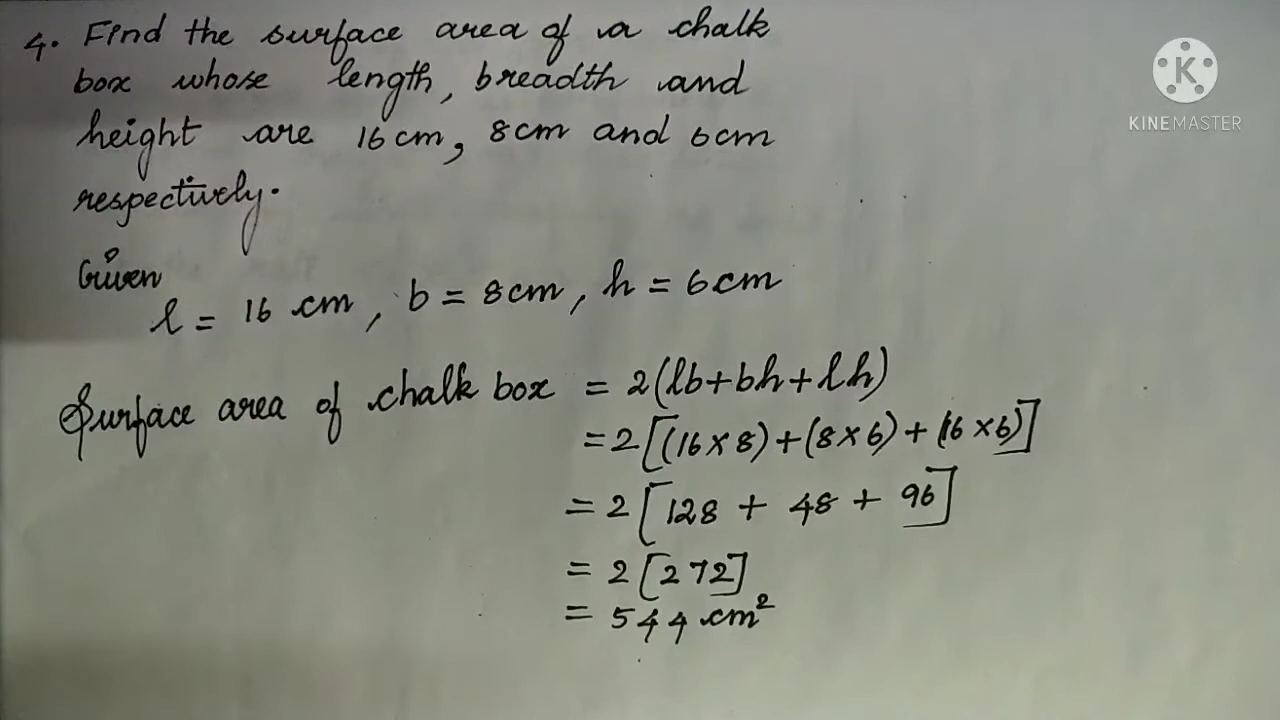 4. Find the surface area of a chalk
box whose length, breadth and
height are 16 cm, 8 cm and 6 cm
respectively.
K
KINEMASTER
Given
l = 16 cm, b = 8 cm, h = 6 cm
Surface area of chalk box = 2(lb+bh+lh)
= 2[(16×8)+(8×6)+(16×6)]
= 2[128 + 48 + 96]
= 2[272]
= 544 cm²